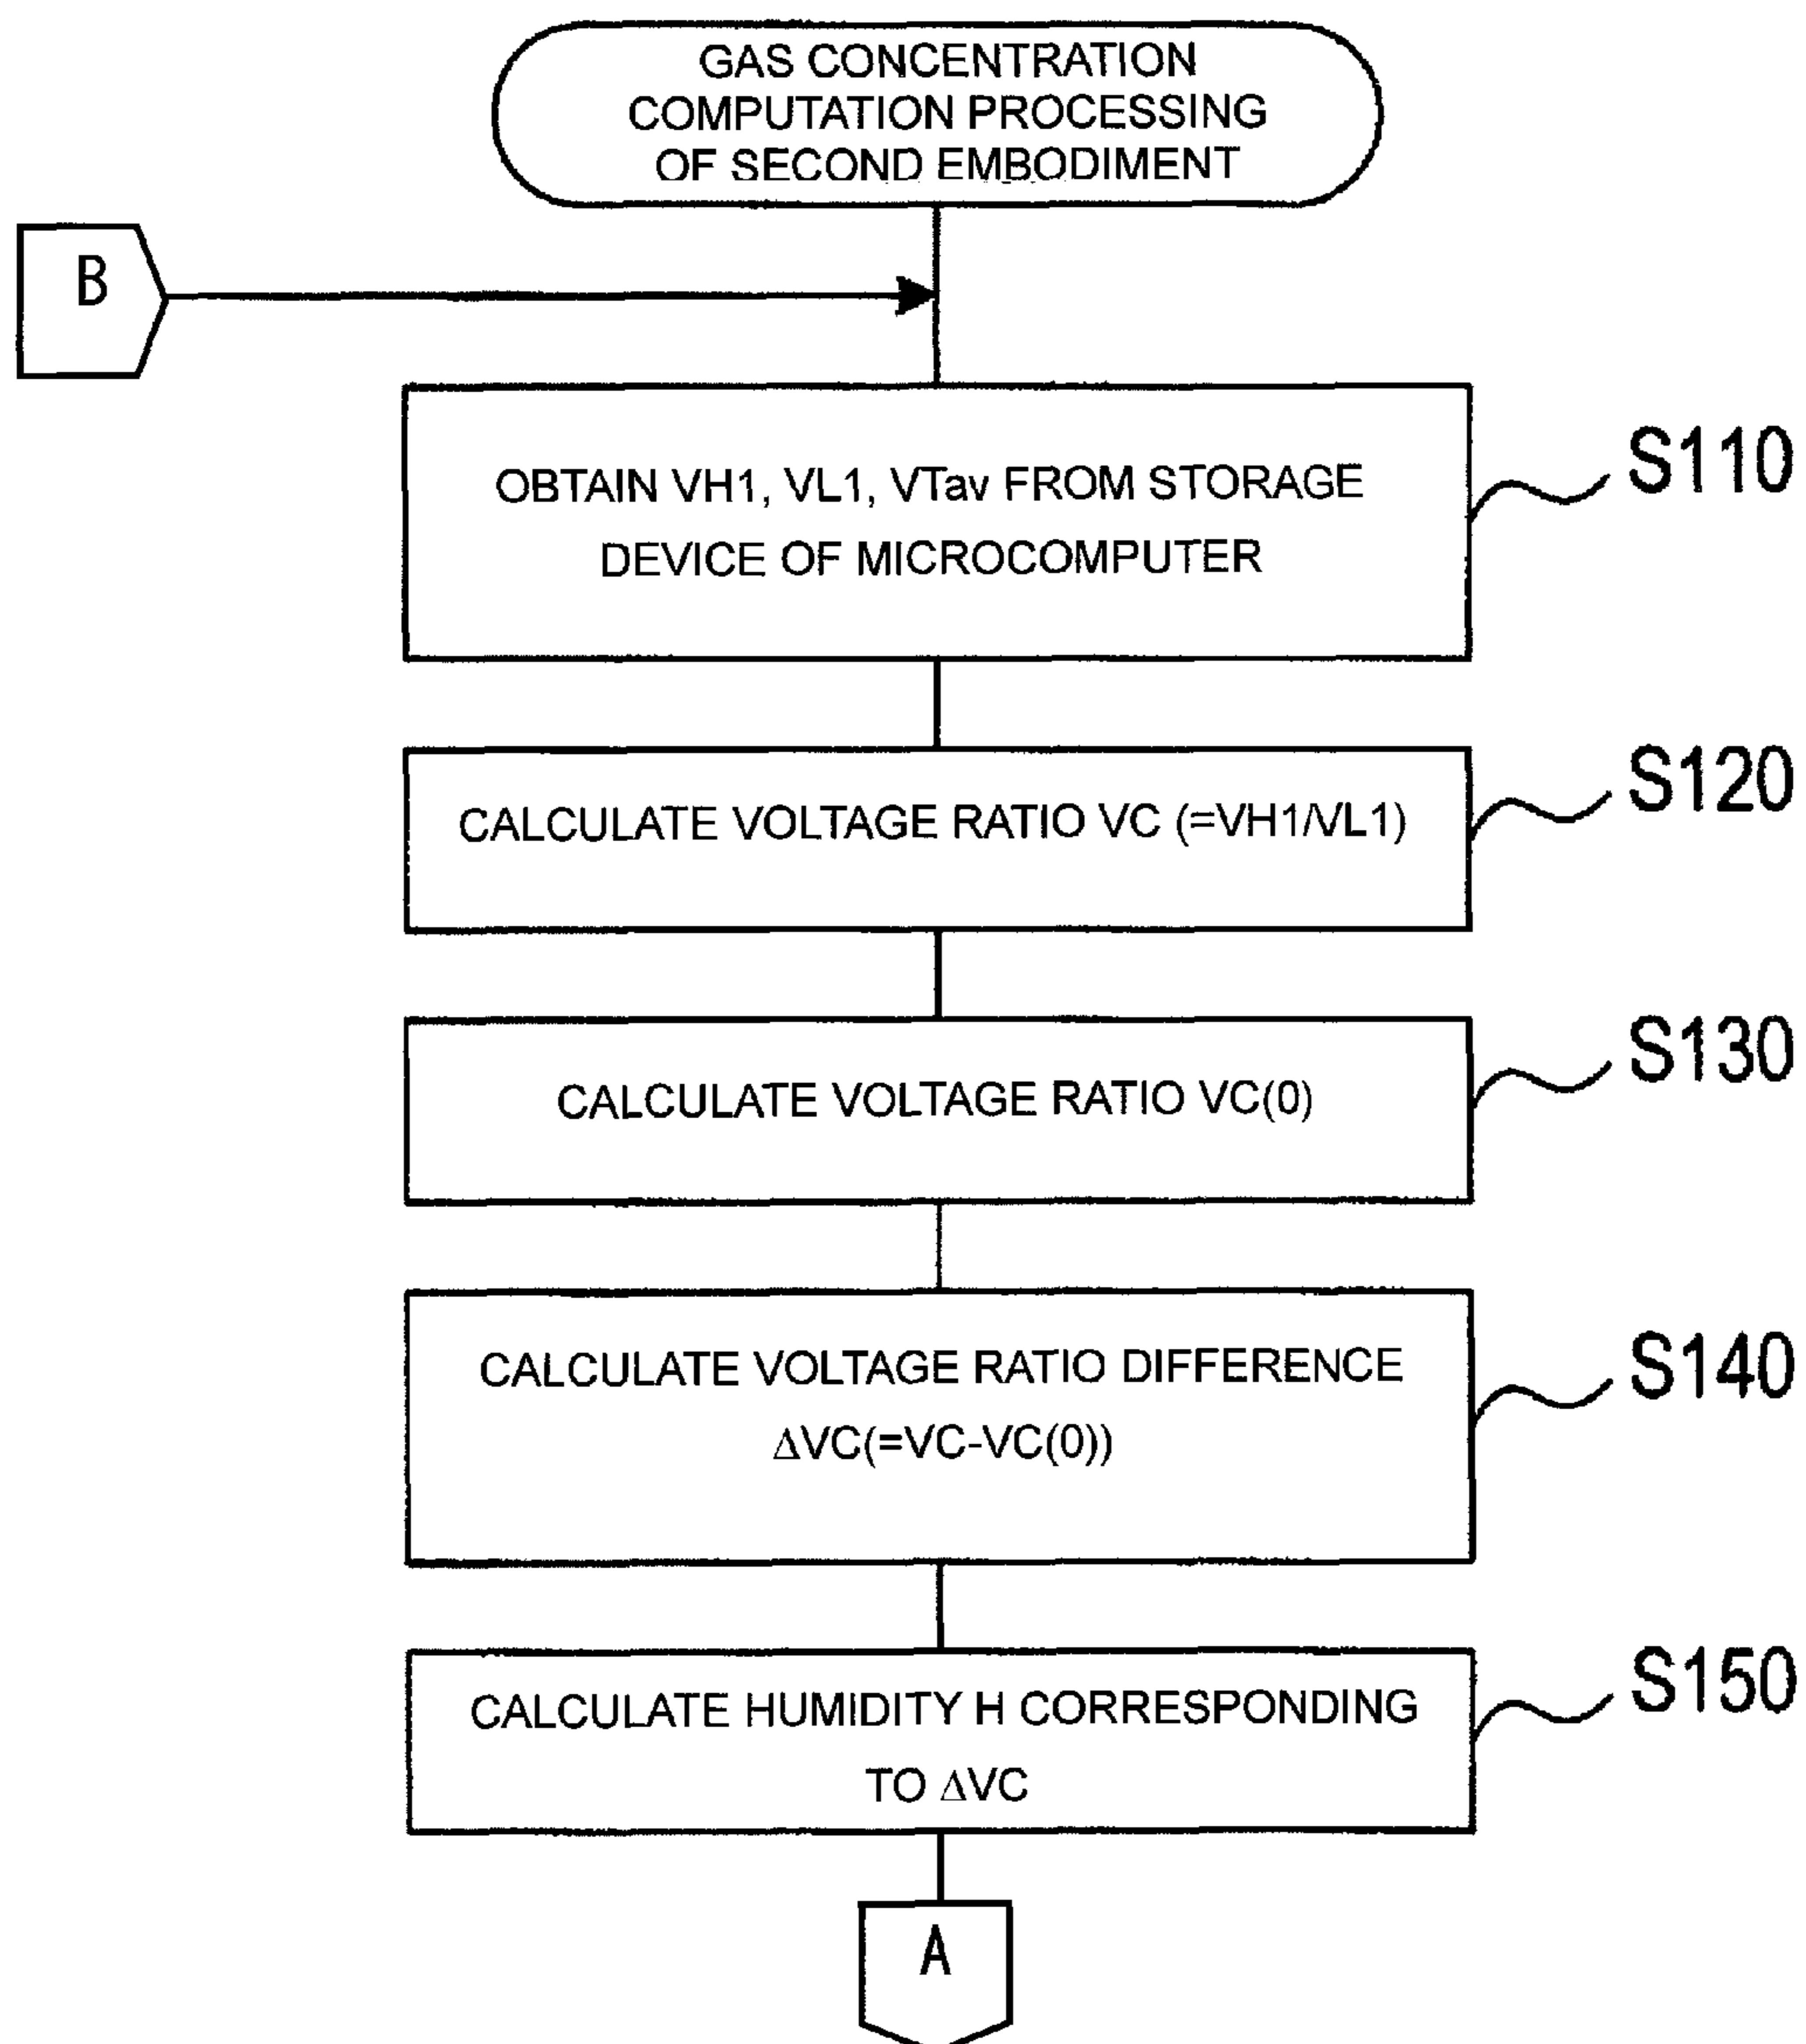 GAS CONCENTRATION
COMPUTATION PROCESSING
OF SECOND EMBODIMENT
B
OBTAIN VH1, VL1, VTav FROM STORAGE
DEVICE OF MICROCOMPUTER
S110
CALCULATE VOLTAGE RATIO VC (=VH1/VL1)
S120
CALCULATE VOLTAGE RATIO VC(0)
S130
CALCULATE VOLTAGE RATIO DIFFERENCE
ΔVC(=VC-VC(0))
S140
CALCULATE HUMIDITY H CORRESPONDING
TO ΔVC
S150
A